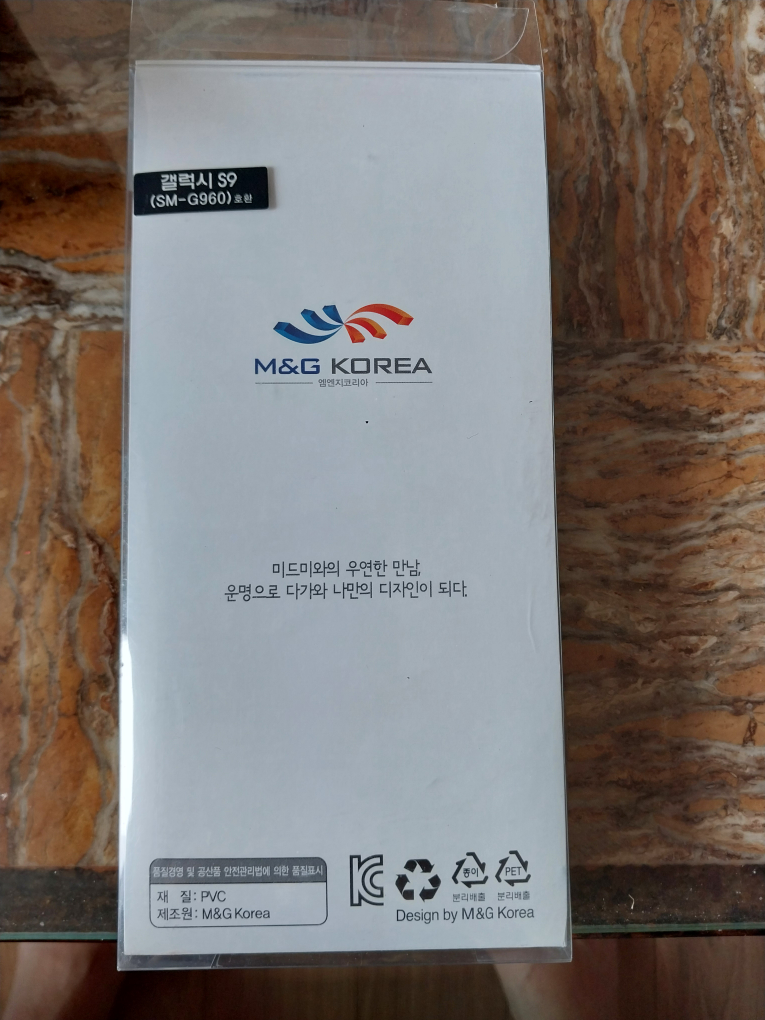 갤럭시 S9
(SM-G960) 호환
M&G KOREA
엠엔지코리아
미드미와의 우연한 만남,
운명으로 다가와 나만의 디자인이 되다.
품질경영 및 공산품 안전관리법에 의한 품질표시
재 질: PVC
제조원: M&G Korea
종이
PET
분리배출 분리배출
Design by M&G Korea